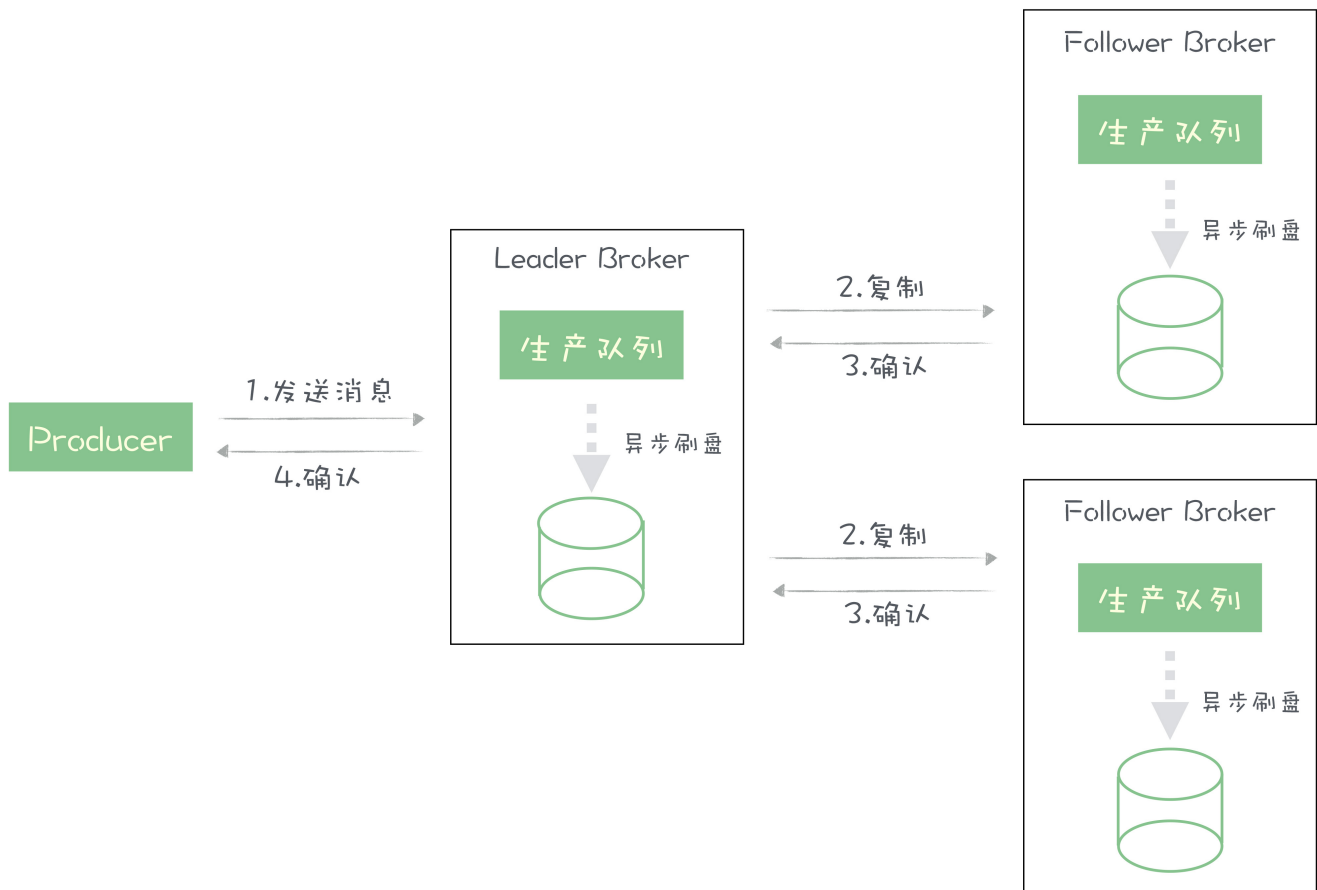 Producer
1.发送消息
4.确认
Leader Broker
生产队列
异步刷盘
2.复制
3.确认
2.复制
3.确认
Follower Broker
生产队列
异步刷盘
Follower Broker
生产队列
异步刷盘